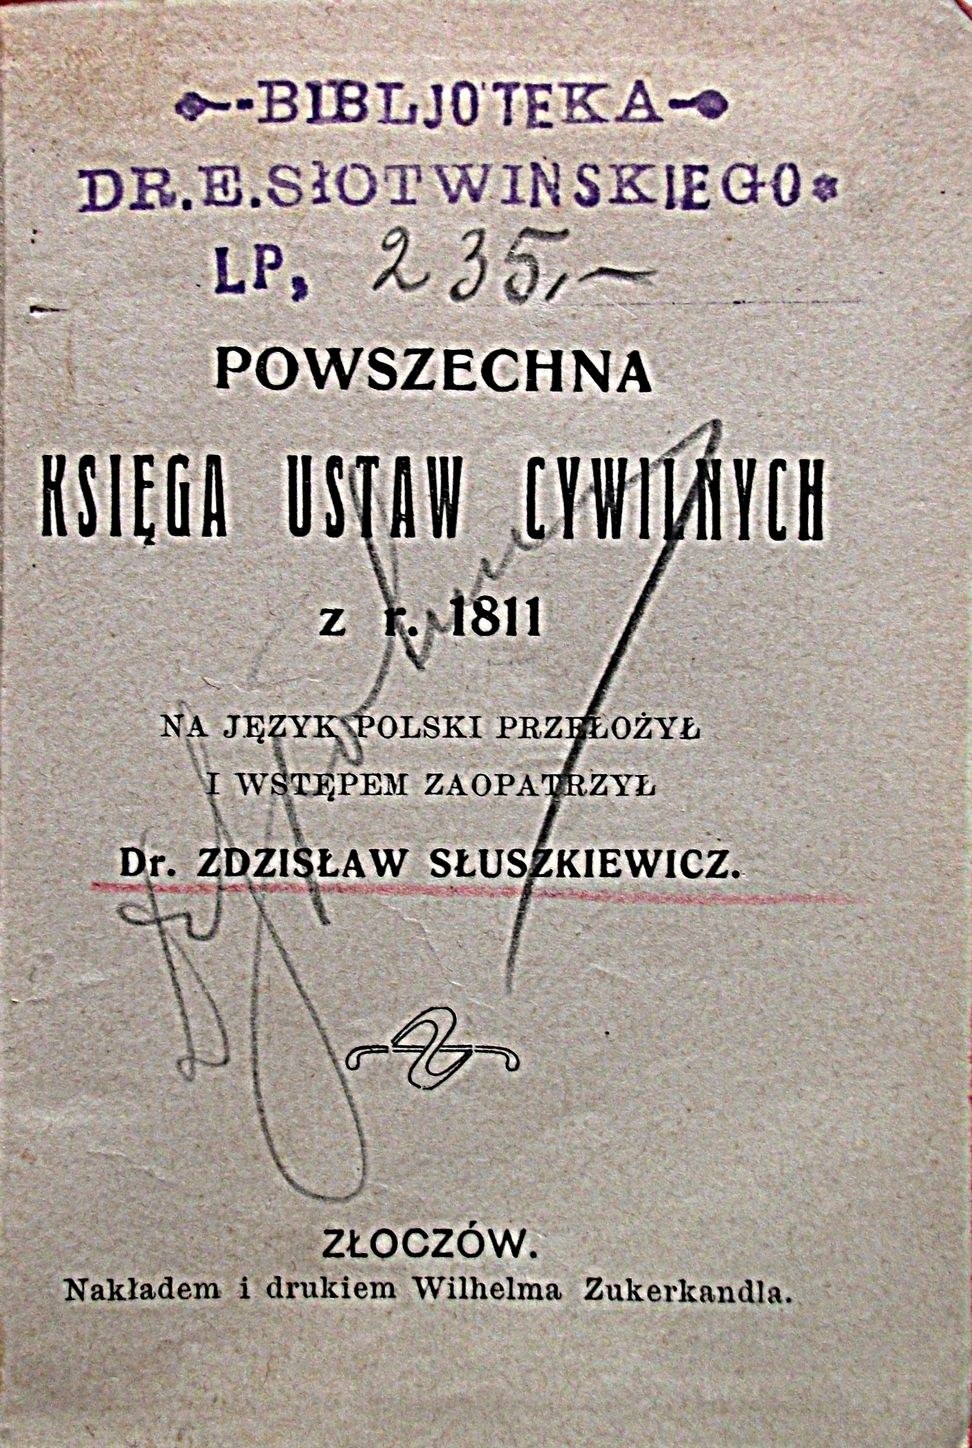 BIBLJOTEKA
DR.E.SŁOTWIŃSKIEGO
LP, 235,—
POWSZECHNA
KSIĘGA USTAW CYWILNYCH
z r. 1811
NA JĘZYK POLSKI PRZEŁOŻYŁ
I WSTĘPEM ZAOPATRZYŁ
Dr. ZDZISŁAW SŁUSZKIEWICZ.
ZŁOCZÓW.
Nakładem i drukiem Wilhelma Zukerkandla.